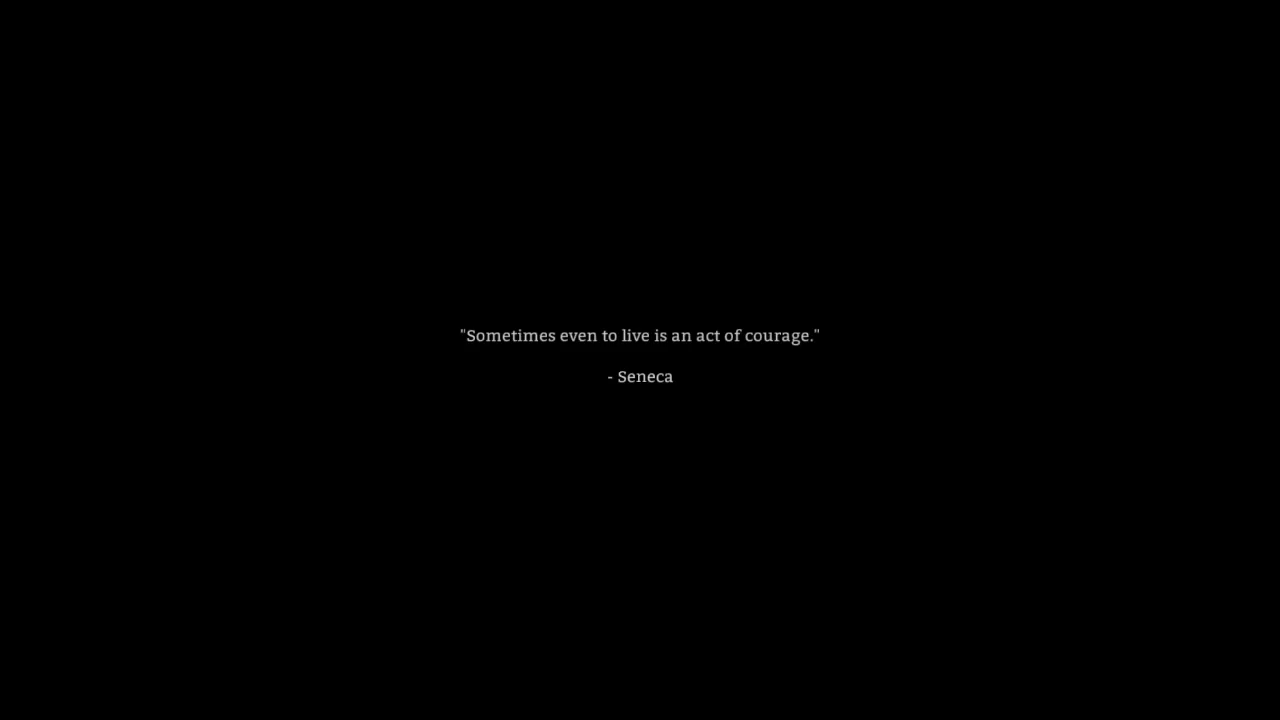 "Sometimes even to live is an act of courage."
- Seneca